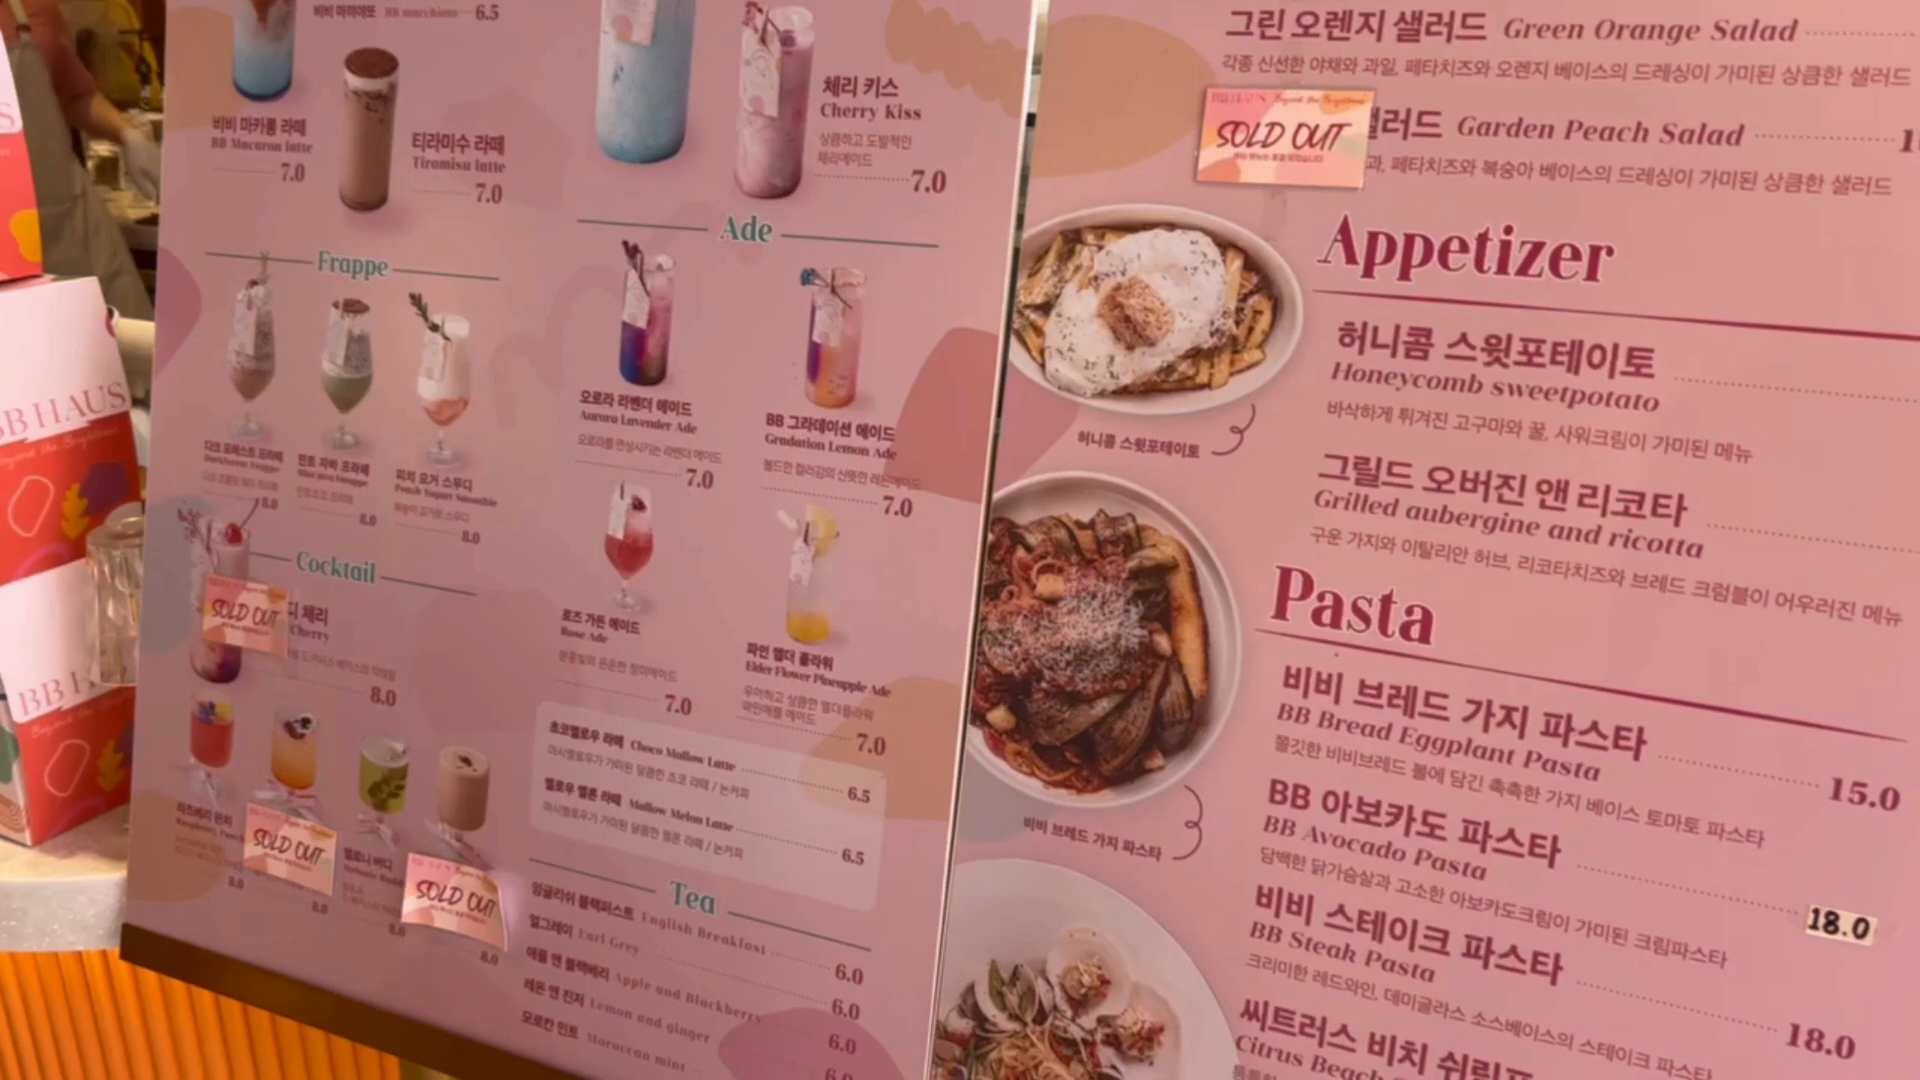 비비 마끼아또 BB macchiato 6.5
비비 마카롱 라떼
BB Macaron latte
7.0
티라미수 라떼
Tiramisu latte
7.0
체리 키스
Cherry Kiss
상큼하고 도발적인
체리에이드
7.0
Frappe
다크 포레스트 프라페
8.0
민트 자바 프라페
8.0
피치 요거 스무디
Peach Yogurt Smoothie
복숭아 요거트 스무디
8.0
Cocktail
SOLD OUT
디 체리
Cherry
8.0
라즈베리 펀치
Raspberry Punch
8.0
SOLD OUT
8.0
멜로니 버디
8.0
SOLD OUT
8.0
Ade
오로라 라벤더 에이드
Aurora Lavender Ade
오로라를 연상시키는 라벤더 에이드
7.0
BB 그라데이션 에이드
Gradation Lemon Ade
볼드한 컬러감의 산뜻한 레몬에이드
7.0
로즈 가든 에이드
Rose Ade
분홍빛의 은은한 장미에이드
7.0
파인 엘더 플라워
Elder Flower Pineapple Ade
우아하고 상큼한 엘더플라워
파인애플 에이드
7.0
초코멜로우 라떼 Choco Mallow Latte
마시멜로우가 가미된 달콤한 초코 라떼 / 논커피
6.5
멜로우 멜론 라떼 Mallow Melon Latte
마시멜로우가 가미된 달콤한 멜론 라떼 / 논커피
6.5
Tea
잉글리쉬 블랙퍼스트 English Breakfast 6.0
얼그레이 Earl Grey 6.0
애플 앤 블랙베리 Apple and Blackberry 6.0
레몬 앤 진저 Lemon and ginger 6.0
모로칸 민트 Moroccan mint
그린 오렌지 샐러드 Green Orange Salad
각종 신선한 야채와 과일, 페타치즈와 오렌지 베이스의 드레싱이 가미된 상큼한 샐러드
SOLD OUT
샐러드 Garden Peach Salad
과, 페타치즈와 복숭아 베이스의 드레싱이 가미된 상큼한 샐러드
Appetizer
허니콤 스윗포테이토
Honeycomb sweetpotato
바삭하게 튀겨진 고구마와 꿀, 사워크림이 가미된 메뉴
허니콤 스윗포테이토
그릴드 오버진 앤 리코타
Grilled aubergine and ricotta
구운 가지와 이탈리안 허브, 리코타치즈와 브레드 크럼블이 어우러진 메뉴
Pasta
비비 브레드 가지 파스타
BB Bread Eggplant Pasta
15.0
쫄깃한 비비브레드 볼에 담긴 촉촉한 가지 베이스 토마토 파스타
비비 브레드 가지 파스타
BB 아보카도 파스타
BB Avocado Pasta
18.0
담백한 닭가슴살과 고소한 아보카도크림이 가미된 크림파스타
비비 스테이크 파스타
BB Steak Pasta
18.0
크리미한 레드와인, 데미글라스 소스베이스의 스테이크 파스타
씨트러스 비치 쉬림프
Citrus Beach
BB HAUS
Beyond the Brightness
BB H